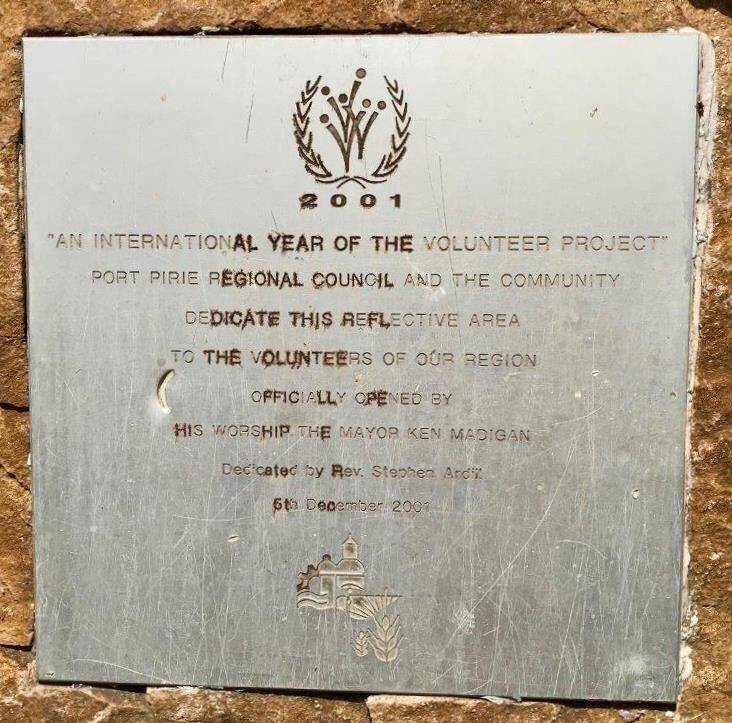 2001
"AN INTERNATIONAL YEAR OF THE VOLUNTEER PROJECT"
PORT PIRIE REGIONAL COUNCIL AND THE COMMUNITY
DEDICATE THIS REFLECTIVE AREA
TO THE VOLUNTEERS OF OUR REGION
OFFICIALLY OPENED BY
HIS WORSHIP THE MAYOR KEN MADIGAN
Dedicated by Rev. Stephen
5th December 2001